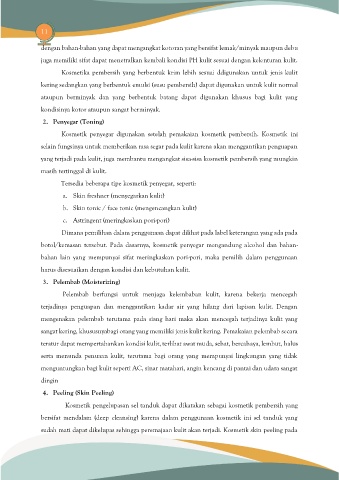 11
dengan bahan-bahan yang dapat mengangkat kotoran yang bersifat lemak/minyak maupun debu
juga memiliki sifat dapat menetralkan kembali kondisi PH kulit sesuai dengan kelenturan kulit.
Kosmetika pembersih yang berbentuk krim lebih sesuai digunakan untuk jenis kulit
kering sedangkan yang berbentuk emulsi (susu pembersih) dapat digunakan untuk kulit normal
ataupun berminyak dan yang berbentuk batang dapat digunakan khusus bagi kulit yang
kondisinya kotor ataupun sangat berminyak.
2. Penyegar (Toning)
Kosmetik penyegar digunakan setelah pemakaian kosmetik pembersih. Kosmetik ini
selain fungsinya untuk memberikan rasa segar pada kulit karena akan menggantikan penguapan
yang terjadi pada kulit, juga membantu mengangkat sisa-sisa kosmetik pembersih yang mungkin
masih tertinggal di kulit.
Tersedia beberapa tipe kosmetik penyegar, seperti:
a. Skin freshner (menyegarkan kulit)
b. Skin tonic / face tonic (mengencangkan kulit)
c. Astringent (meringkaskan pori-pori)
Dimana pemilihan dalam penggunaan dapat dilihat pada label keterangan yang ada pada
botol/kemasan tersebut. Pada dasarnya, kosmetik penyegar mengandung alcohol dan bahan-
bahan lain yang mempunyai sifat meringkaskan pori-pori, maka pemilih dalam penggunaan
harus disesuaikan dengan kondisi dan kebutuhan kulit.
3. Pelembab (Moisterizing)
Pelembab berfungsi untuk menjaga kelembaban kulit, karena bekerja mencegah
terjadinya penguapan dan menggantikan kadar air yang hilang dari lapisan kulit. Dengan
mengenakan pelembab terutama pada siang hari maka akan mencegah terjadinya kulit yang
sangat kering, khususnya bagi orang yang memiliki jenis kulit kering. Pemakaian pelembab secara
teratur dapat mempertahankan kondisi kulit, terlihat awat muda, sehat, bercahaya, lembut, halus
serta menunda penuaan kulit, terutama bagi orang yang mempunyai lingkungan yang tidak
menguntungkan bagi kulit seperti AC, sinar matahari, angin kencang di pantai dan udara sangat
dingin
4. Peeling (Skin Peeling)
Kosmetik pengelupasan sel tanduk dapat dikatakan sebagai kosmetik pembersih yang
bersifat mendalam (deep cleansing) karena dalam penggunaan kosmetik ini sel tanduk yang
sudah mati dapat dikelupas sehingga peremajaan kulit akan terjadi. Kosmetik skin peeling pada